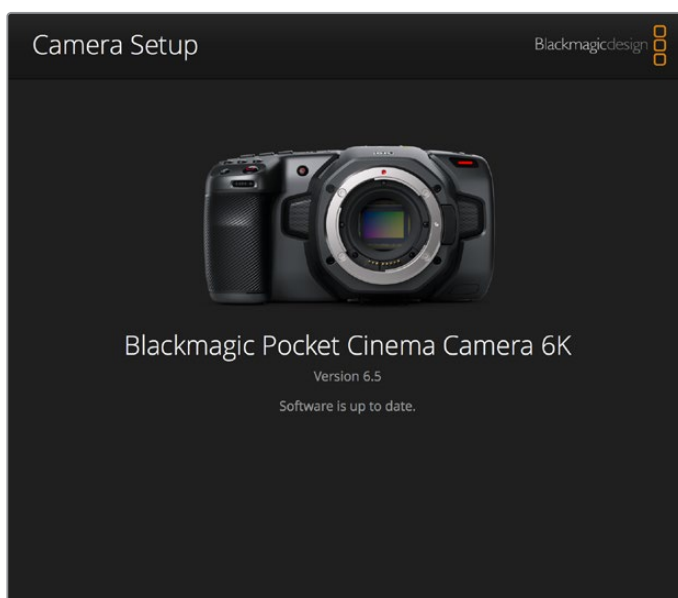 Camera Setup
Blackmagicdesign
Blackmagic Pocket Cinema Camera 6K
Version 6.5
Software is up to date.